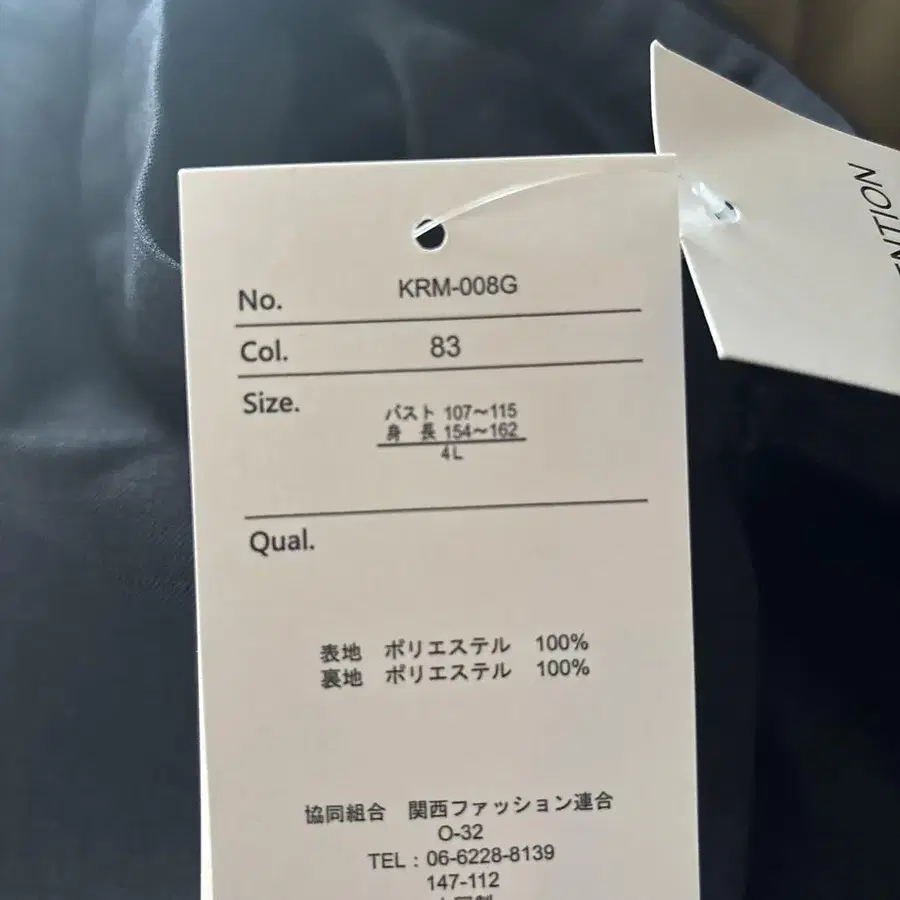 No. KRM-008G
Col. 83
Size.
バスト 107～115
身 長 154～162
4L
Qual.
表地 ポリエステル 100%
裏地 ポリエステル 100%
協同組合 関西ファッション連合
O-32
TEL：06-6228-8139
147-112